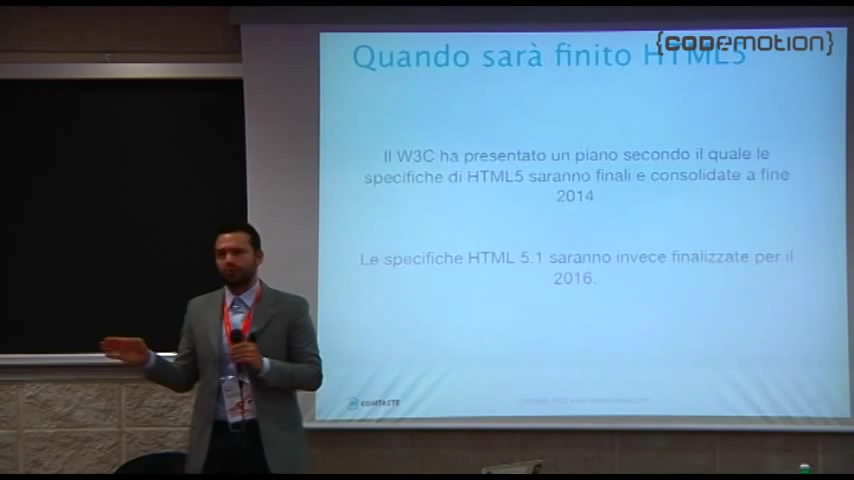 {CODEMOTION}
Quando sarà finito HTML5
Il W3C ha presentato un piano secondo il quale le
specifiche di HTML5 saranno finali e consolidate a fine
2014
Le specifiche HTML 5.1 saranno invece finalizzate per il
2016.
COMTASTE